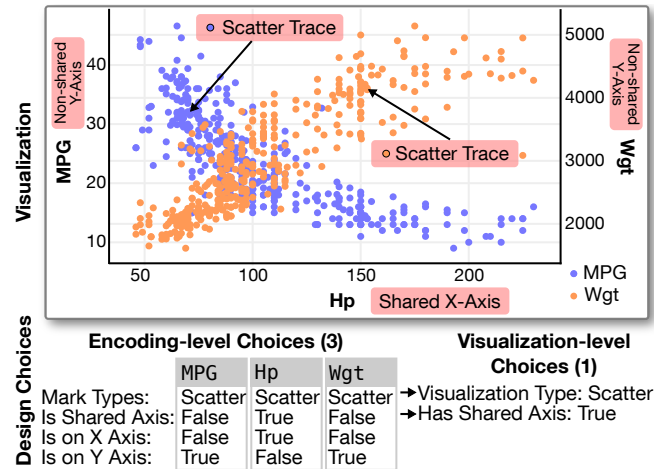 Visualization
Non-shared
Y-Axis
MPG
40
30
20
10
Scatter Trace
Scatter Trace
5000
4000
3000
2000
Non-shared
Y-Axis
Wgt
50
100
150
200
Hp
Shared X-Axis
MPG
Wgt
Design Choices
Encoding-level Choices (3)
MPG Hp Wgt
Mark Types: Scatter Scatter Scatter
Is Shared Axis: False True False
Is on X Axis: False True False
Is on Y Axis: True False True
Visualization-level
Choices (1)
→Visualization Type: Scatter
→Has Shared Axis: True